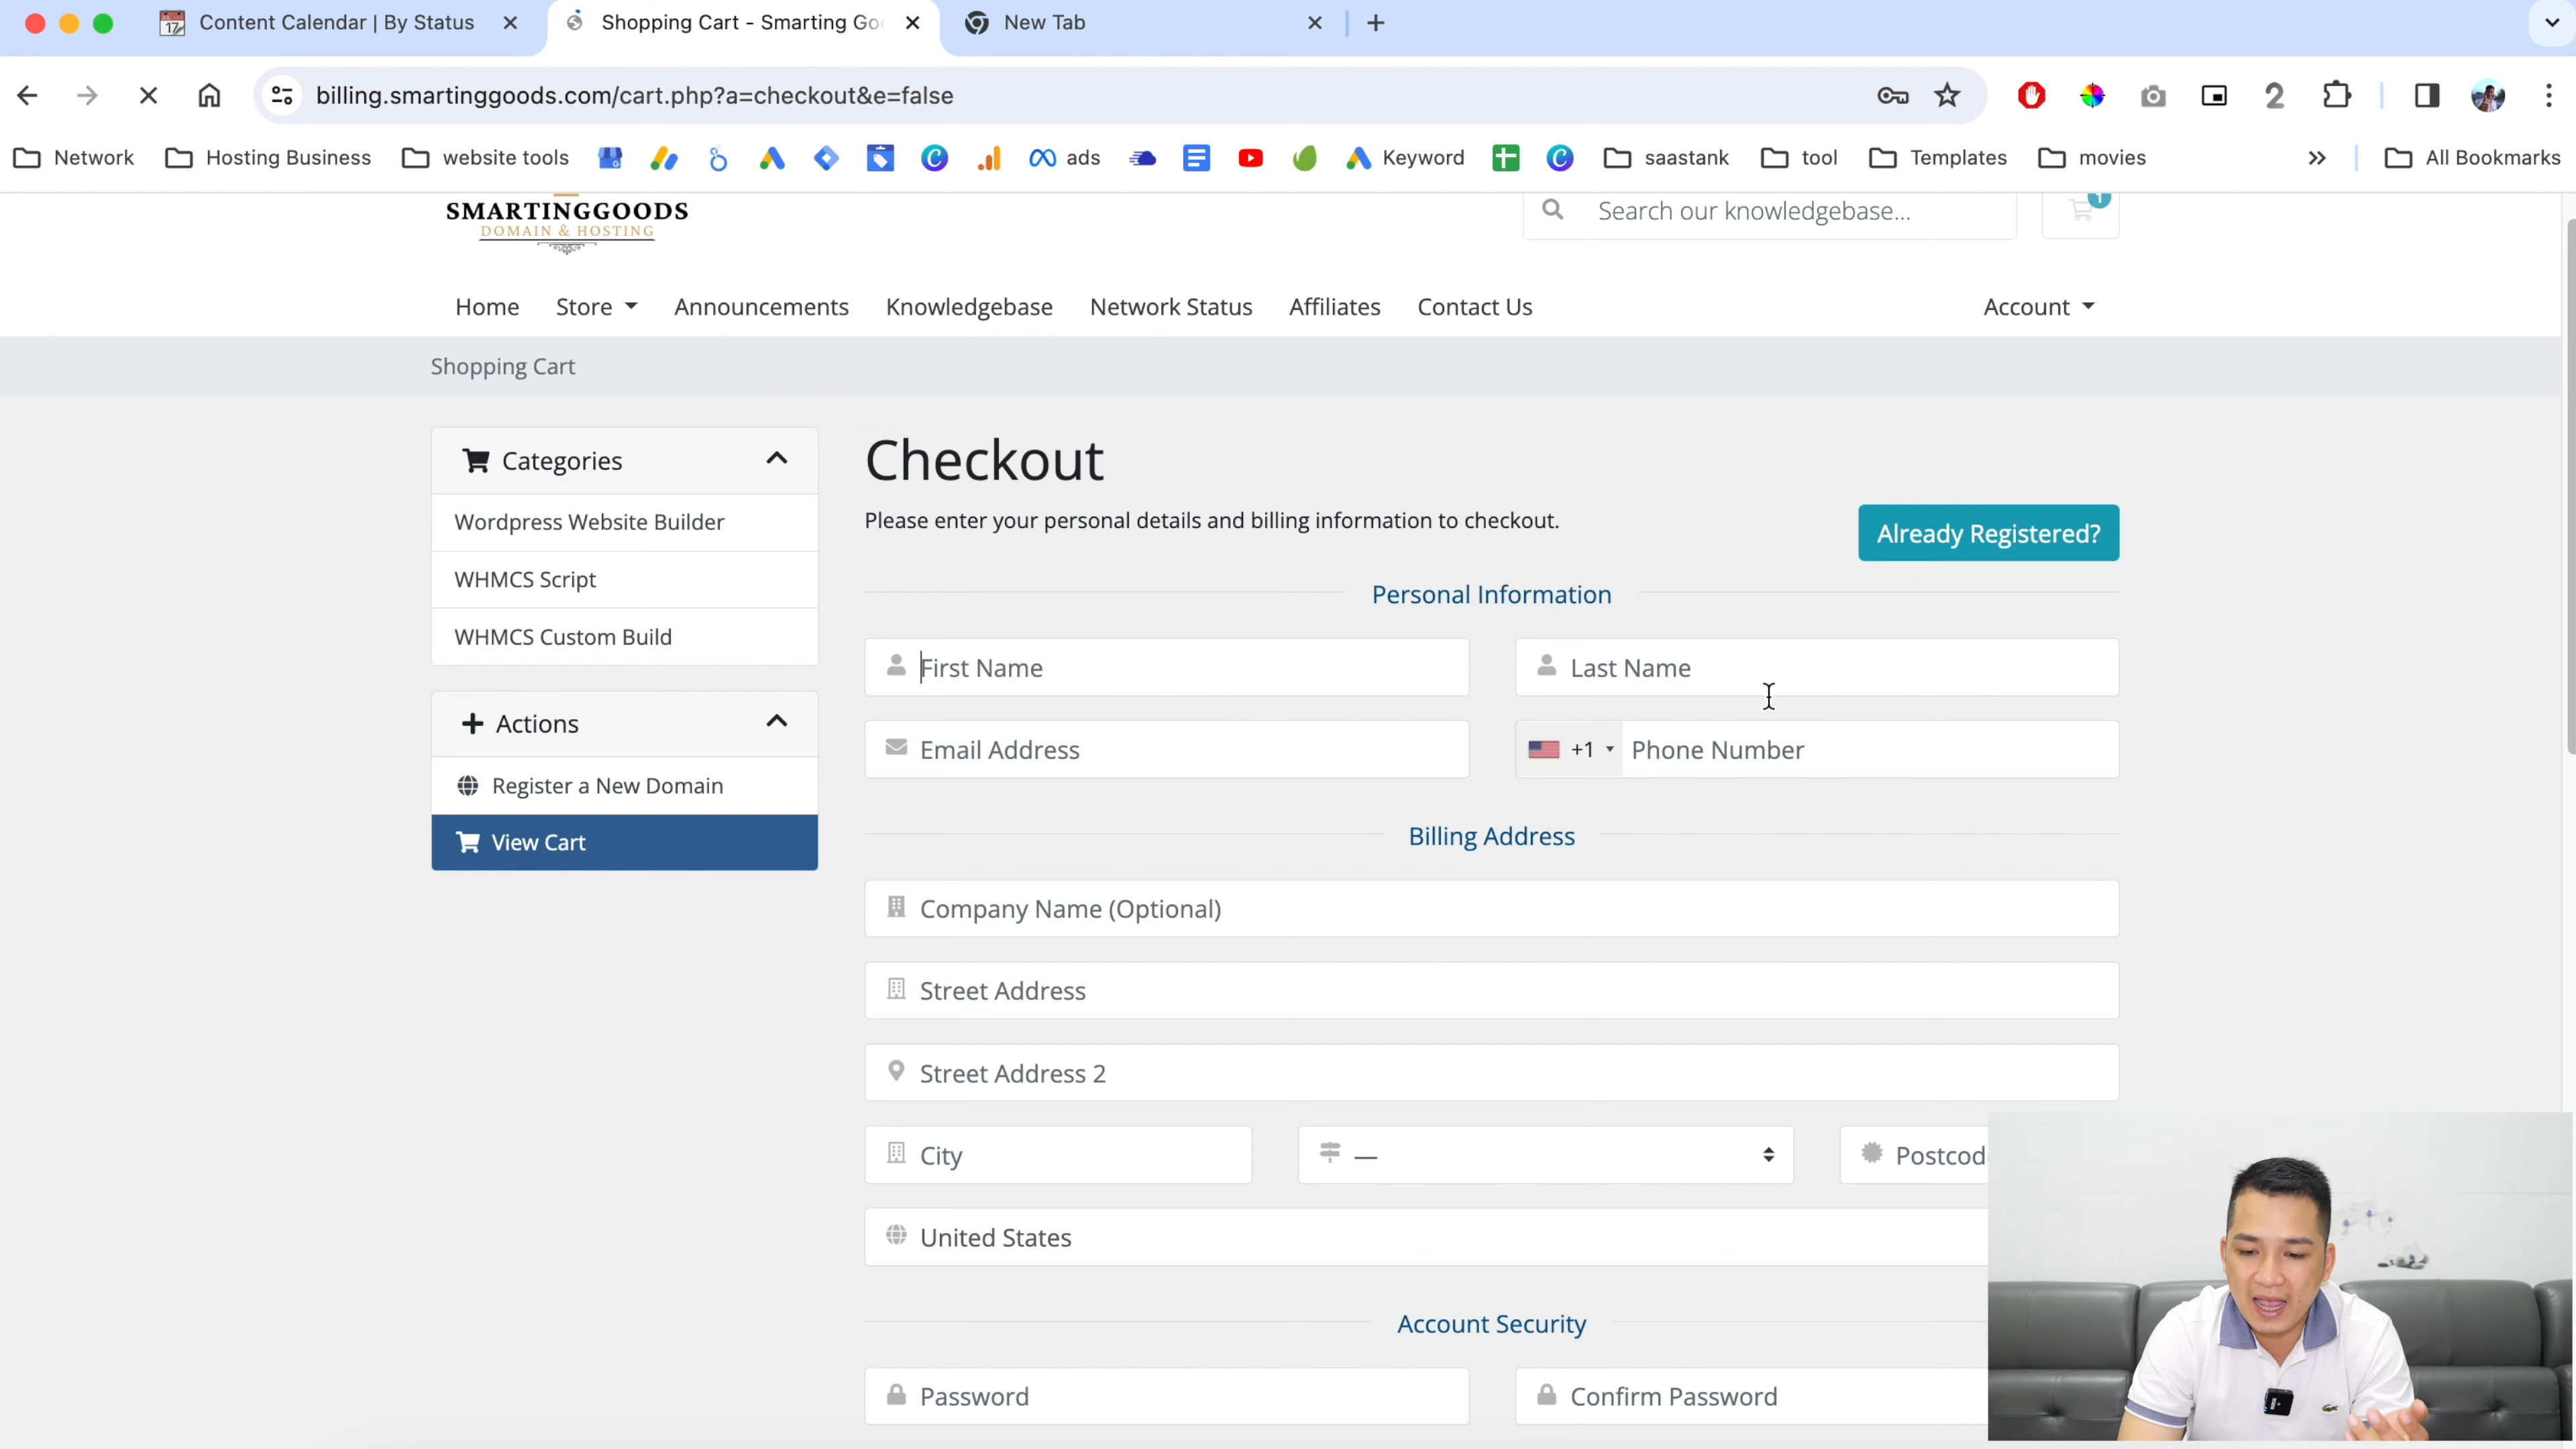 Content Calendar | By Status
Shopping Cart - Smarting Go
New Tab
billing.smartinggoods.com/cart.php?a=checkout&e=false
2
Network
Hosting Business
website tools
ads
Keyword
saastank
tool
Templates
movies
All Bookmarks
SMARTINGGOODS
DOMAIN & HOSTING
Search our knowledgebase...
1
Home
Store
Announcements
Knowledgebase
Network Status
Affiliates
Contact Us
Account
Shopping Cart
Categories
Wordpress Website Builder
WHMCS Script
WHMCS Custom Build
Actions
Register a New Domain
View Cart
Checkout
Please enter your personal details and billing information to checkout.
Already Registered?
Personal Information
First Name
Last Name
Email Address
+1
Phone Number
Billing Address
Company Name (Optional)
Street Address
Street Address 2
City
—
Postcod
United States
Account Security
Password
Confirm Password